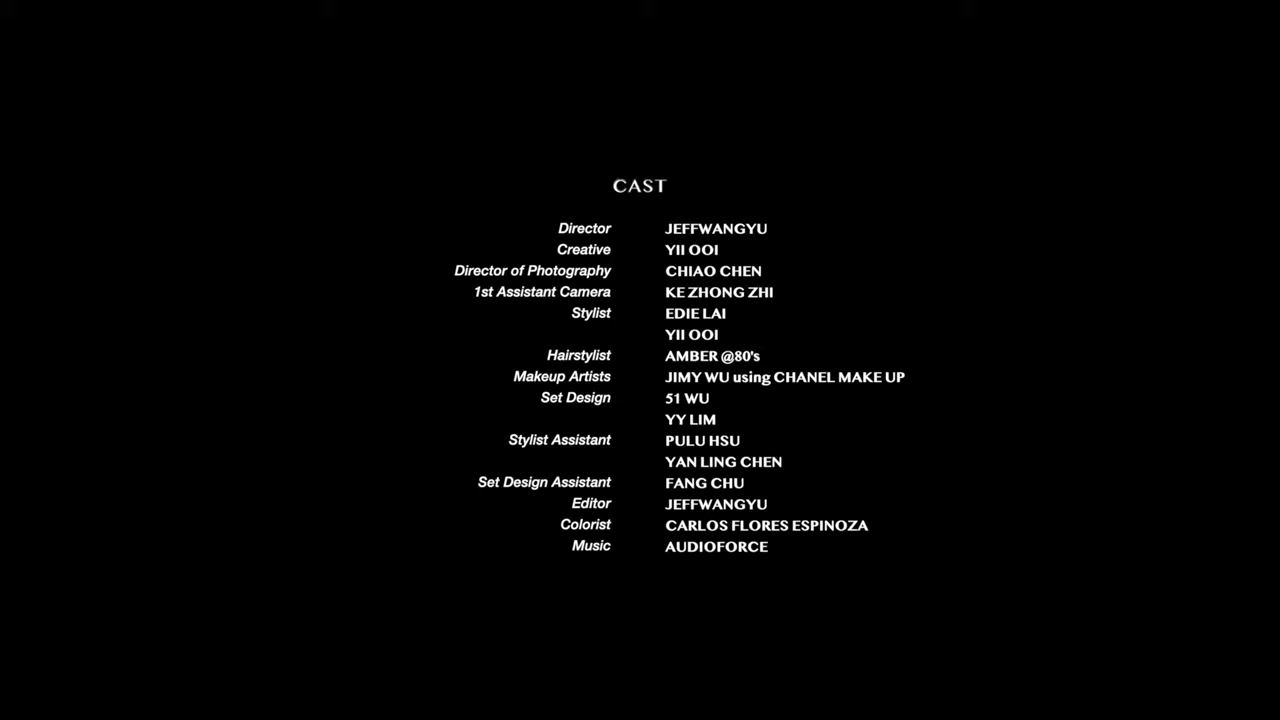 CAST
Director JEFFWANGYU
Creative YII OOI
Director of Photography CHIAO CHEN
1st Assistant Camera KE ZHONG ZHI
Stylist EDIE LAI
YII OOI
Hairstylist AMBER @80's
Makeup Artists JIMY WU using CHANEL MAKE UP
Set Design 51 WU
YY LIM
Stylist Assistant PULU HSU
YAN LING CHEN
Set Design Assistant FANG CHU
Editor JEFFWANGYU
Colorist CARLOS FLORES ESPINOZA
Music AUDIOFORCE